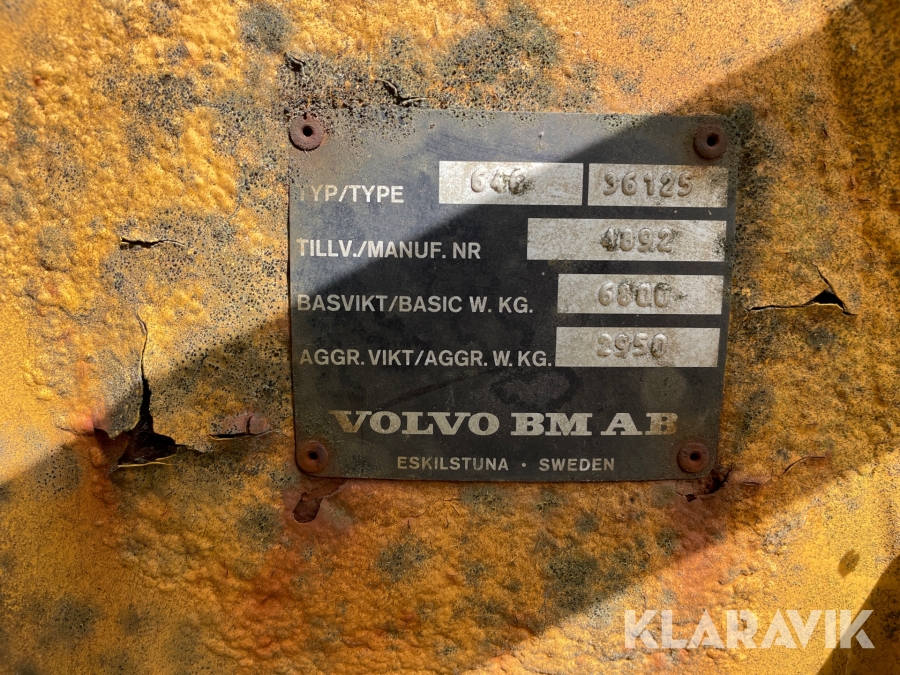 TYP/TYPE 646 36125
TILLV./MANUF. NR 4892
BASVIKT/BASIC W. KG. 6800
AGGR. VIKT/AGGR. W. KG. 2950
VOLVO BM AB
ESKILSTUNA · SWEDEN
KLARAVIK